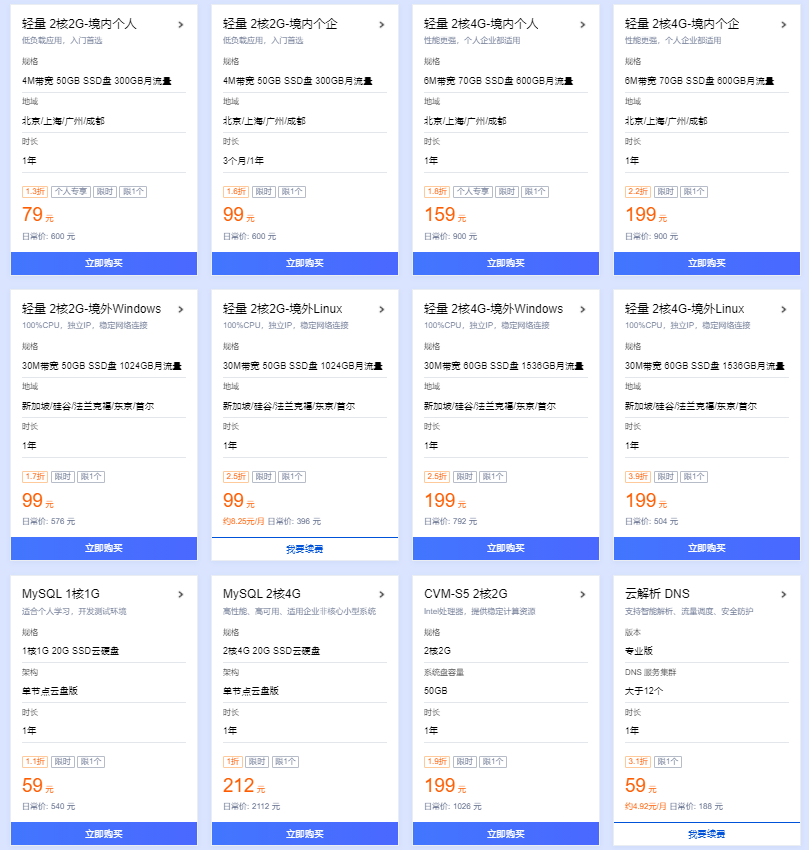 轻量 2核2G-境内个人
低负载应用，入门首选
规格
4M带宽 50GB SSD盘 300GB月流量
地域
北京/上海/广州/成都
时长
1年
1.3折 个人专享 限时 限1个
79 元
日常价: 600 元
立即购买
轻量 2核2G-境内个企
低负载应用，入门首选
规格
4M带宽 50GB SSD盘 300GB月流量
地域
北京/上海/广州/成都
时长
3个月/1年
1.6折 限时 限1个
99 元
日常价: 600 元
立即购买
轻量 2核4G-境内个人
性能更强，个人企业都适用
规格
6M带宽 70GB SSD盘 600GB月流量
地域
北京/上海/广州/成都
时长
1年
1.8折 个人专享 限时 限1个
159 元
日常价: 900 元
立即购买
轻量 2核4G-境内个企
性能更强，个人企业都适用
规格
6M带宽 70GB SSD盘 600GB月流量
地域
北京/上海/广州/成都
时长
1年
2.2折 限时 限1个
199 元
日常价: 900 元
立即购买
轻量 2核2G-境外Windows
100%CPU，独立IP，稳定网络连接
规格
30M带宽 50GB SSD盘 1024GB月流量
地域
新加坡/硅谷/法兰克福/东京/首尔
时长
1年
1.7折 限时 限1个
99 元
日常价: 576 元
立即购买
轻量 2核2G-境外Linux
100%CPU，独立IP，稳定网络连接
规格
30M带宽 50GB SSD盘 1024GB月流量
地域
新加坡/硅谷/法兰克福/东京/首尔
时长
1年
2.5折 限时 限1个
99 元
约8.25元/月 日常价: 396 元
我要续费
轻量 2核4G-境外Windows
100%CPU，独立IP，稳定网络连接
规格
30M带宽 60GB SSD盘 1536GB月流量
地域
新加坡/硅谷/法兰克福/东京/首尔
时长
1年
2.5折 限时 限1个
199 元
日常价: 792 元
立即购买
轻量 2核4G-境外Linux
100%CPU，独立IP，稳定网络连接
规格
30M带宽 60GB SSD盘 1536GB月流量
地域
新加坡/硅谷/法兰克福/东京/首尔
时长
1年
3.9折 限时 限1个
199 元
日常价: 504 元
立即购买
MySQL 1核1G
适合个人学习，开发测试环境
规格
1核1G 20G SSD云硬盘
架构
单节点云盘版
时长
1年
1.1折 限时 限1个
59 元
日常价: 540 元
立即购买
MySQL 2核4G
高性能、高可用，适用企业非核心小型系统
规格
2核4G 20G SSD云硬盘
架构
单节点云盘版
时长
1年
1折 限时 限1个
212 元
日常价: 2112 元
立即购买
CVM-S5 2核2G
Intel处理器，提供稳定计算资源
规格
2核2G
系统盘容量
50GB
时长
1年
1.9折 限时 限1个
199 元
日常价: 1026 元
立即购买
云解析 DNS
支持智能解析、流量调度、安全防护
版本
专业版
DNS 服务集群
大于12个
时长
1年
3.1折 限1个
59 元
约4.92元/月 日常价: 188 元
我要续费